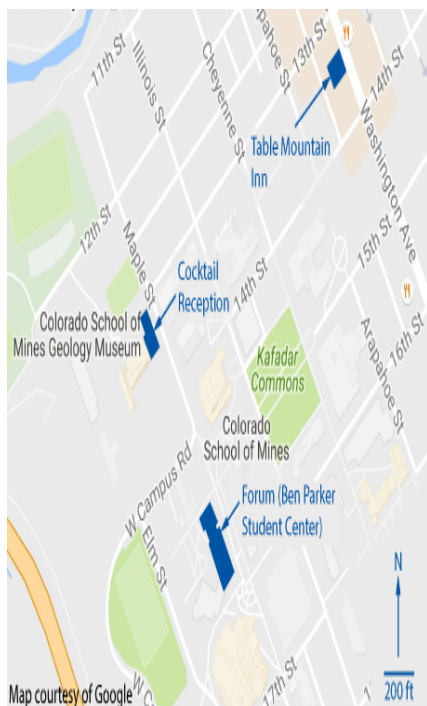 11th St
Illinois St
Cheyenne St
apahoe St
13th St
14th St
Washington Ave
Table Mountain
Inn
12th St
Maple St
Cocktail
Reception
14th St
15th St
16th St
Arapahoe St
Colorado School of
Mines Geology Museum
Kafadar
Commons
Colorado
School of Mines
W Campus Rd
Elm St
Forum (Ben Parker
Student Center)
N
200 ft
17th St
1
W C
Map courtesy of Google